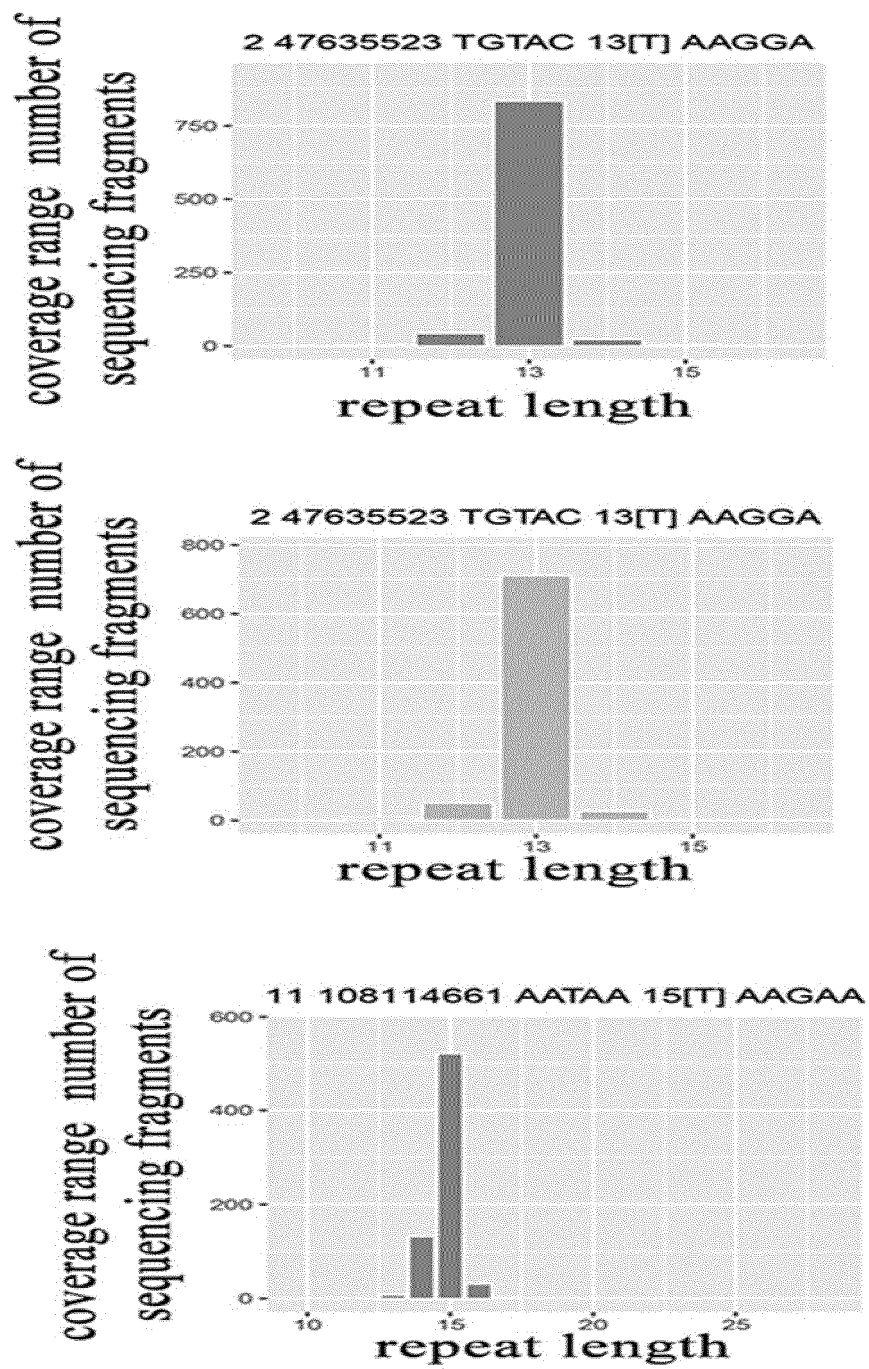 2 47635523 TGTAC 13[T] AAGGA
coverage range number of
sequencing fragments
750
500
250
0
11 13 15
repeat length
2 47635523 TGTAC 13[T] AAGGA
coverage range number of
sequencing fragments
800
600
400
200
0
11 13 15
repeat length
11 108114661 AATAA 15[T] AAGAA
coverage range number of
sequencing fragments
600
400
200
0
10 15 20 25
repeat length